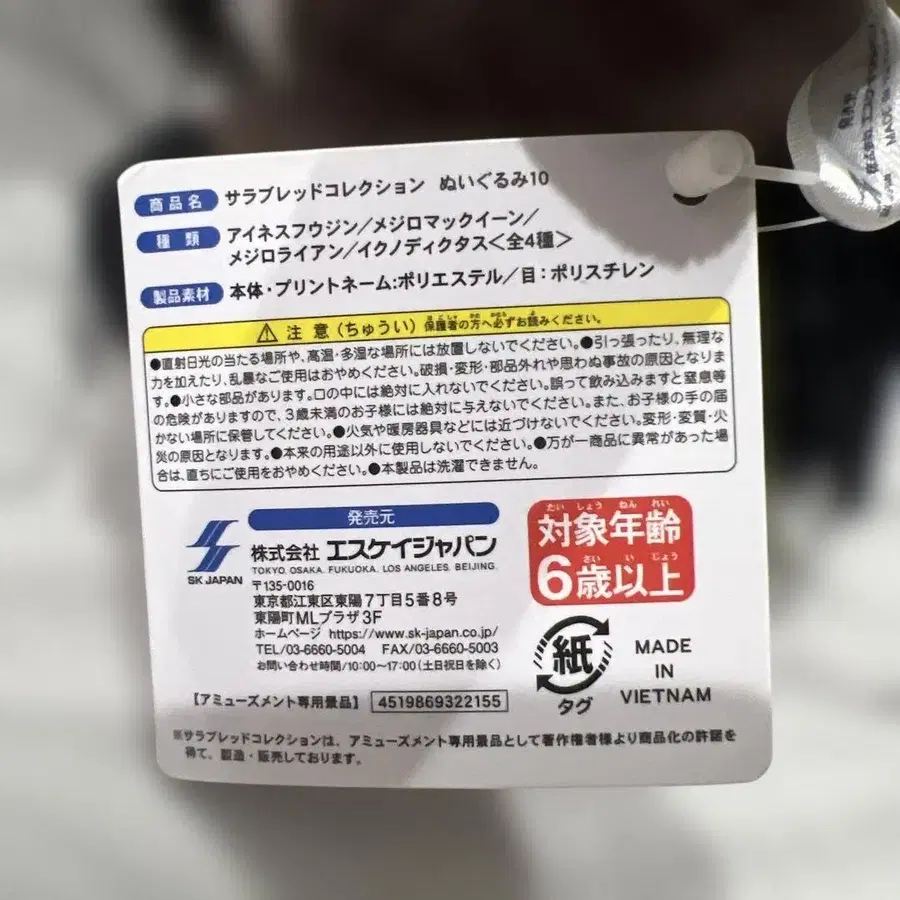 商品名 サラブレッドコレクション ぬいぐるみ10
種類 アイネスフウジン/メジロマックイーン/
メジロライアン/イクノディクタス<全4種>
製品素材 本体・プリントネーム:ポリエステル/目:ポリスチレン
注意(ちゅうい)保護者の方へ必ずお読みください。
●直射日光の当たる場所や、高温・多湿な場所には放置しないでください。●引っ張ったり、無理な
力を加えたり、乱暴なご使用はおやめください。破損・変形・部品外れや思わぬ事故の原因となりま
す。●小さな部品があります。口の中には絶対に入れないでください。誤って飲み込みますと窒息等
の危険がありますので、3歳未満のお子様には絶対に与えないでください。また、お子様の手の届
かない場所に保管してください。●火気や暖房器具などには近づけないでください。変形・変質・火
災の原因となります。●本来の用途以外に使用しないでください。●万が一商品に異常があった場
合は、直ちにご使用をおやめください。●本製品は洗濯できません。
発売元
SK JAPAN
株式会社 エスケイジャパン
TOKYO. OSAKA. FUKUOKA. LOS ANGELES. BEIJING.
〒135-0016
東京都江東区東陽7丁目5番8号
東陽町MLプラザ3F
ホームページ https://www.sk-japan.co.jp/
TEL/03-6660-5004 FAX/03-6660-5003
お問い合わせ時間/10:00~17:00(土日祝日を除く)
たいしょうねんれい
対象年齢
さいいじょう
6歳以上
紙
タグ
MADE
IN
VIETNAM
【アミューズメント専用景品】 4519869322155
※サラブレッドコレクションは、アミューズメント専用景品として著作権者様より商品化の許諾を
得て、製造・販売しております。